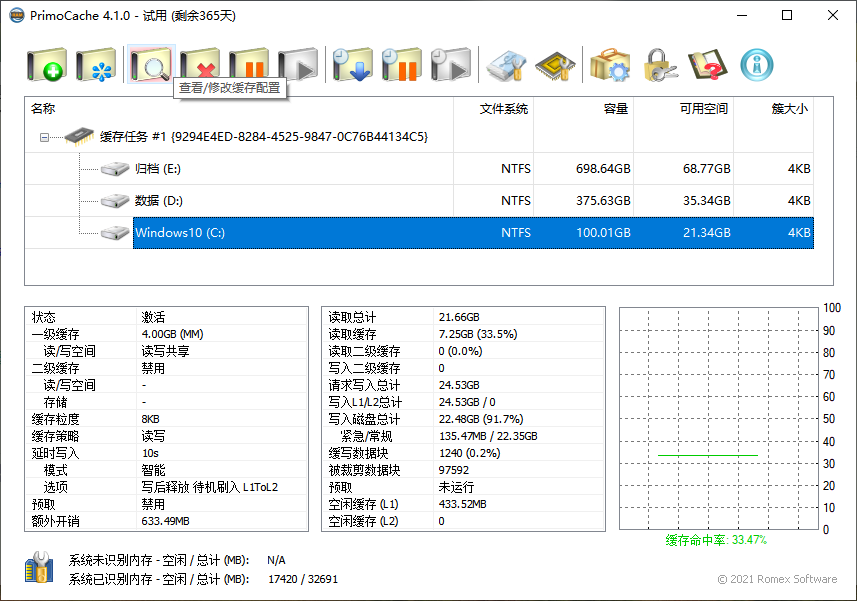 PrimoCache 4.1.0 - 试用 (剩余365天)
查看/修改缓存配置
名称 文件系统 容量 可用空间 簇大小
缓存任务 #1 {9294E4ED-8284-4525-9847-0C76B44134C5}
归档 (E:) NTFS 698.64GB 68.77GB 4KB
数据 (D:) NTFS 375.63GB 35.34GB 4KB
Windows10 (C:) NTFS 100.01GB 21.34GB 4KB
状态 激活
一级缓存 4.00GB (MM)
读/写空间 读写共享
二级缓存 禁用
读/写空间 -
存储 -
缓存粒度 8KB
缓存策略 读写
延时写入 10s
模式 智能
选项 写后释放 待机刷入 L1ToL2
预取 禁用
额外开销 633.49MB
读取总计 21.66GB
读取缓存 7.25GB (33.5%)
读取二级缓存 0 (0.0%)
写入二级缓存 0
请求写入总计 24.53GB
写入L1/L2总计 24.53GB / 0
写入磁盘总计 22.48GB (91.7%)
紧急/常规 135.47MB / 22.35GB
缓写数据块 1240 (0.2%)
被裁剪数据块 97592
预取 未运行
空闲缓存 (L1) 433.52MB
空闲缓存 (L2) 0
100
90
80
70
60
50
40
30
20
10
0
缓存命中率: 33.47%
系统未识别内存 - 空闲 / 总计 (MB): N/A
系统已识别内存 - 空闲 / 总计 (MB): 17420 / 32691
© 2021 Romex Software